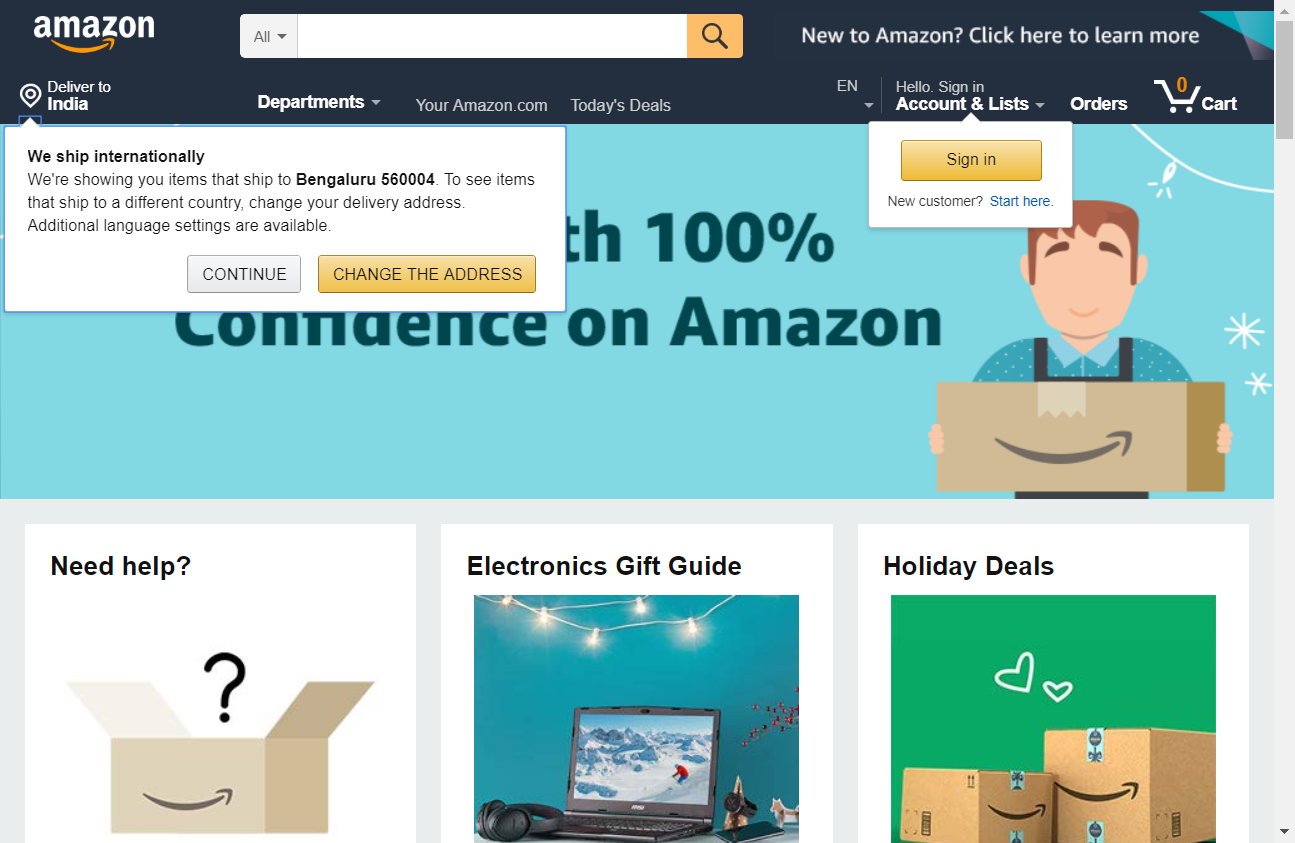 amazon
All
New to Amazon? Click here to learn more
Deliver to
India
Departments
Your Amazon.com
Today's Deals
EN
Hello. Sign in
Account & Lists
Orders
0
Cart
We ship internationally
We're showing you items that ship to Bengaluru 560004. To see items
that ship to a different country, change your delivery address.
Additional language settings are available.
CONTINUE
CHANGE THE ADDRESS
Sign in
New customer? Start here.
th 100%
Confidence on Amazon
Need help?
Electronics Gift Guide
Holiday Deals
?
msi